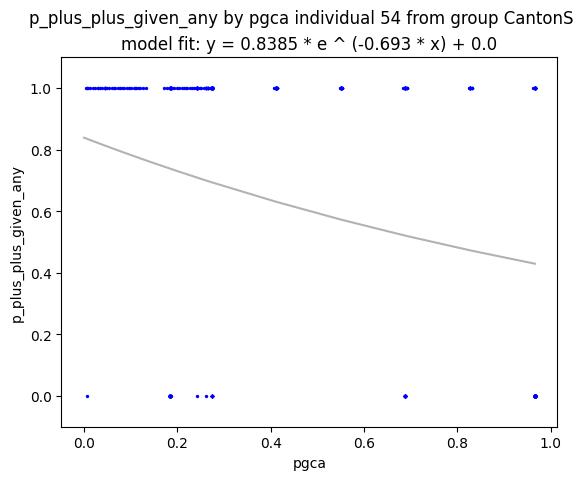 p_plus_plus_given_any by pgca individual 54 from group CantonS
model fit: y = 0.8385 * e ^ (-0.693 * x) + 0.0
1.0
0.8
0.6
0.4
0.2
0.0
p_plus_plus_given_any
0.0 0.2 0.4 0.6 0.8 1.0
pgca